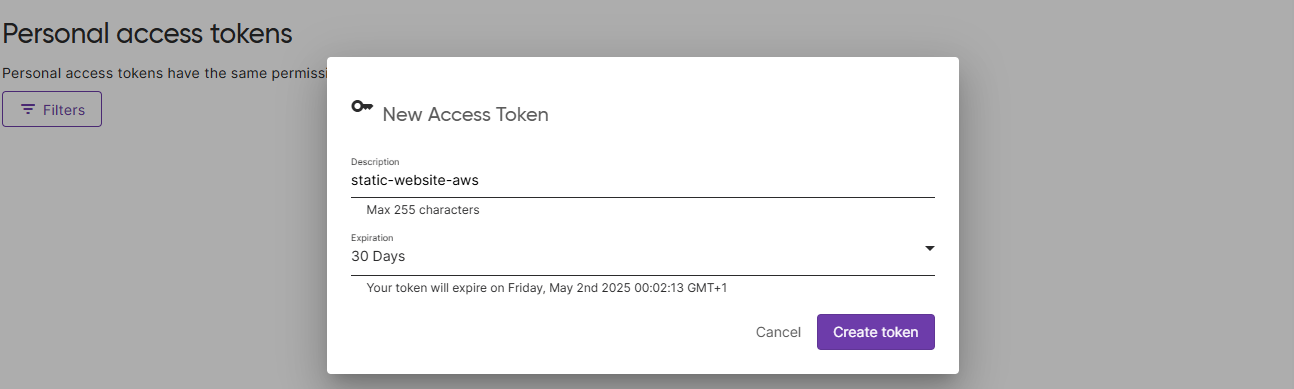 Personal access tokens
Personal access tokens have the same permissi
Filters
New Access Token
Description
static-website-aws
Max 255 characters
Expiration
30 Days
Your token will expire on Friday, May 2nd 2025 00:02:13 GMT+1
Cancel
Create token